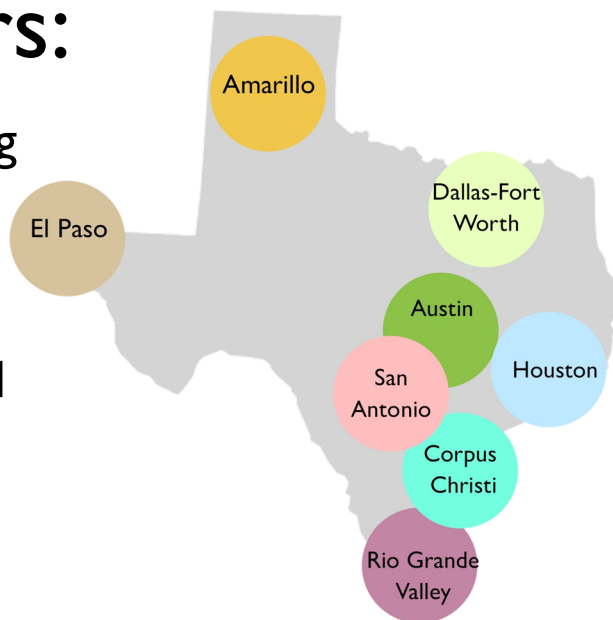 rs:
g
Amarillo
El Paso
Dallas-Fort
Worth
Austin
Houston
San
Antonio
Corpus
Christi
Rio Grande
Valley